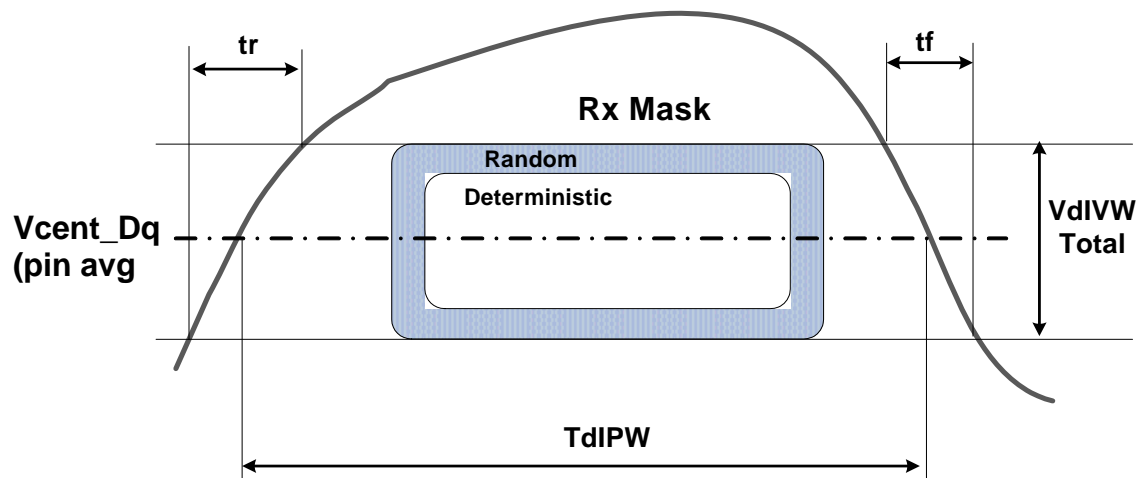 tr
tf
Rx Mask
Random
Deterministic
Vcent_Dq
(pin avg
VdIVW
Total
TdIPW